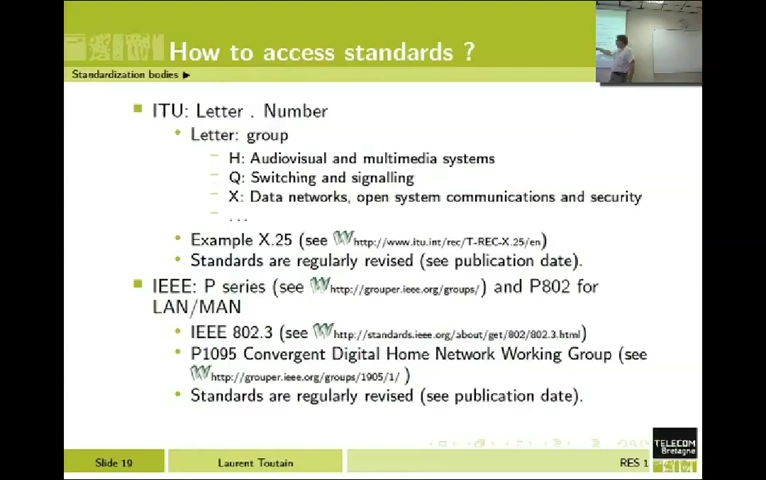 How to access standards ?
Standardization bodies ▶
ITU: Letter . Number
Letter: group
H: Audiovisual and multimedia systems
Q: Switching and signalling
X: Data networks, open system communications and security
. . .
Example X.25 (see W http://www.itu.int/rec/T-REC-X.25/en)
Standards are regularly revised (see publication date).
IEEE: P series (see W http://grouper.ieee.org/groups/) and P802 for
LAN/MAN
IEEE 802.3 (see W http://standards.ieee.org/about/get/802/802.3.html)
P1095 Convergent Digital Home Network Working Group (see
W http://grouper.ieee.org/groups/1905/1/ )
Standards are regularly revised (see publication date).
TELECOM
Bretagne
Slide 19
Laurent Toutain
RES 1